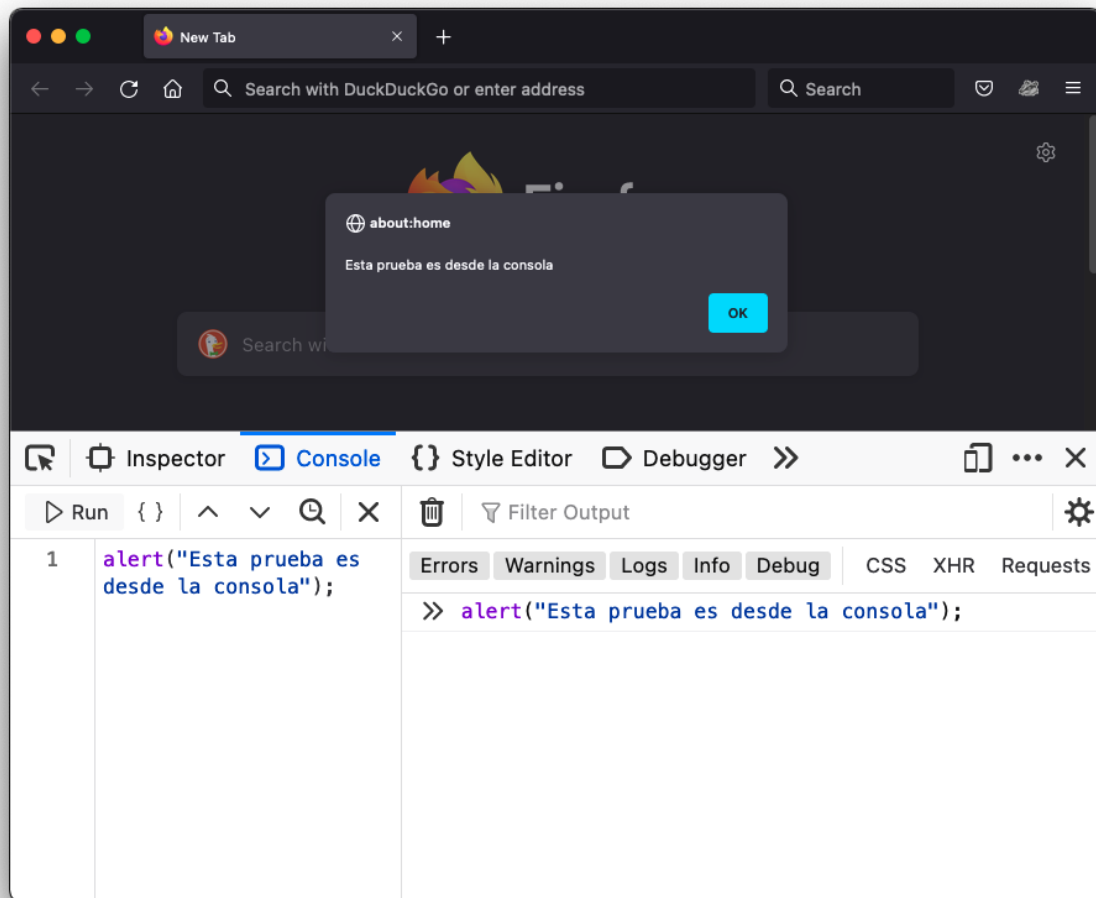 New Tab
Search with DuckDuckGo or enter address
Search
about:home
Esta prueba es desde la consola
OK
Search wi
Inspector
Console
{} Style Editor
Debugger
Run
{ }
Filter Output
Errors Warnings Logs Info Debug CSS XHR Requests
1 alert("Esta prueba es
desde la consola");
>> alert("Esta prueba es desde la consola");